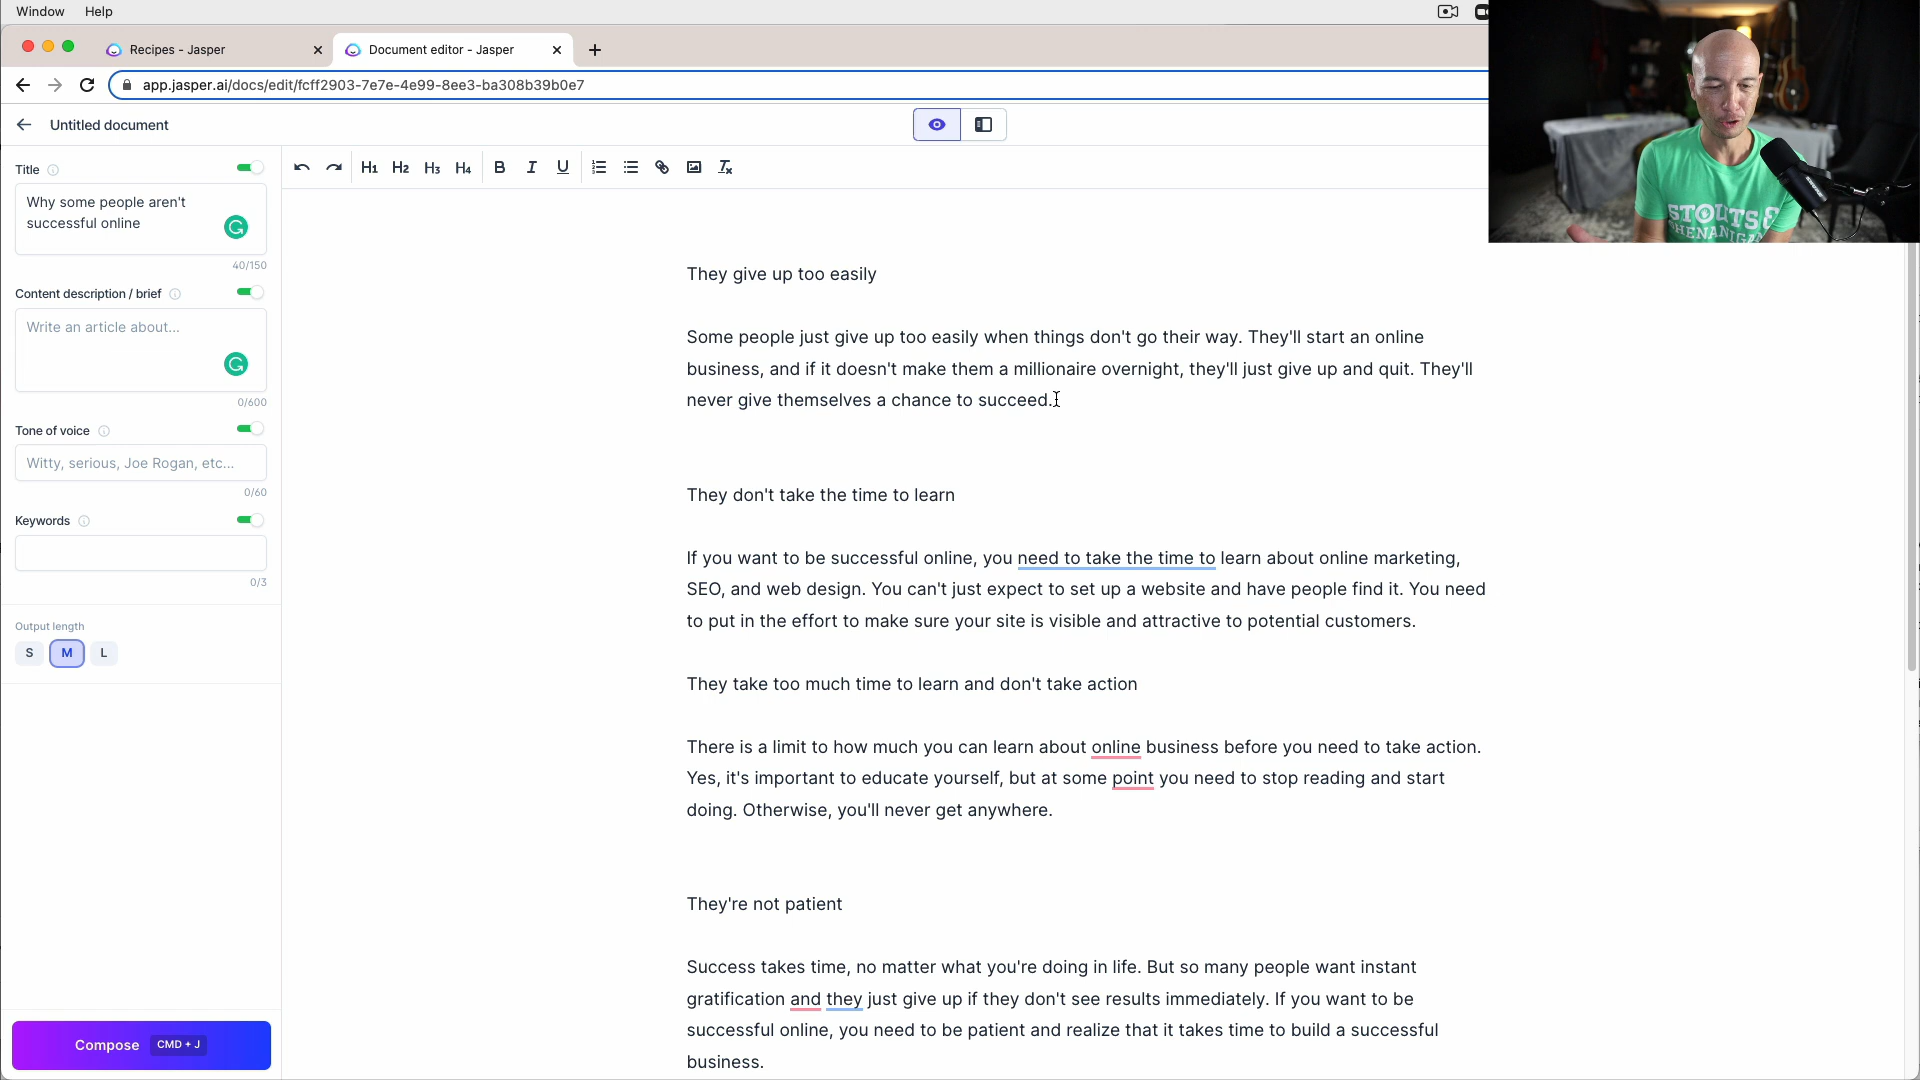 Window Help
Recipes - Jasper
Document editor - Jasper
app.jasper.ai/docs/edit/fcff2903-7e7e-4e99-8ee3-ba308b39b0e7
Untitled document
Title
Why some people aren't
successful online
40/150
Content description / brief
Write an article about...
0/600
Tone of voice
Witty, serious, Joe Rogan, etc...
0/60
Keywords
0/3
Output length
S M L
Compose CMD + J
H1 H2 H3 H4 B I U
They give up too easily
Some people just give up too easily when things don't go their way. They'll start an online
business, and if it doesn't make them a millionaire overnight, they'll just give up and quit. They'll
never give themselves a chance to succeed.
They don't take the time to learn
If you want to be successful online, you need to take the time to learn about online marketing,
SEO, and web design. You can't just expect to set up a website and have people find it. You need
to put in the effort to make sure your site is visible and attractive to potential customers.
They take too much time to learn and don't take action
There is a limit to how much you can learn about online business before you need to take action.
Yes, it's important to educate yourself, but at some point you need to stop reading and start
doing. Otherwise, you'll never get anywhere.
They're not patient
Success takes time, no matter what you're doing in life. But so many people want instant
gratification and they just give up if they don't see results immediately. If you want to be
successful online, you need to be patient and realize that it takes time to build a successful
business.
STOUTS &